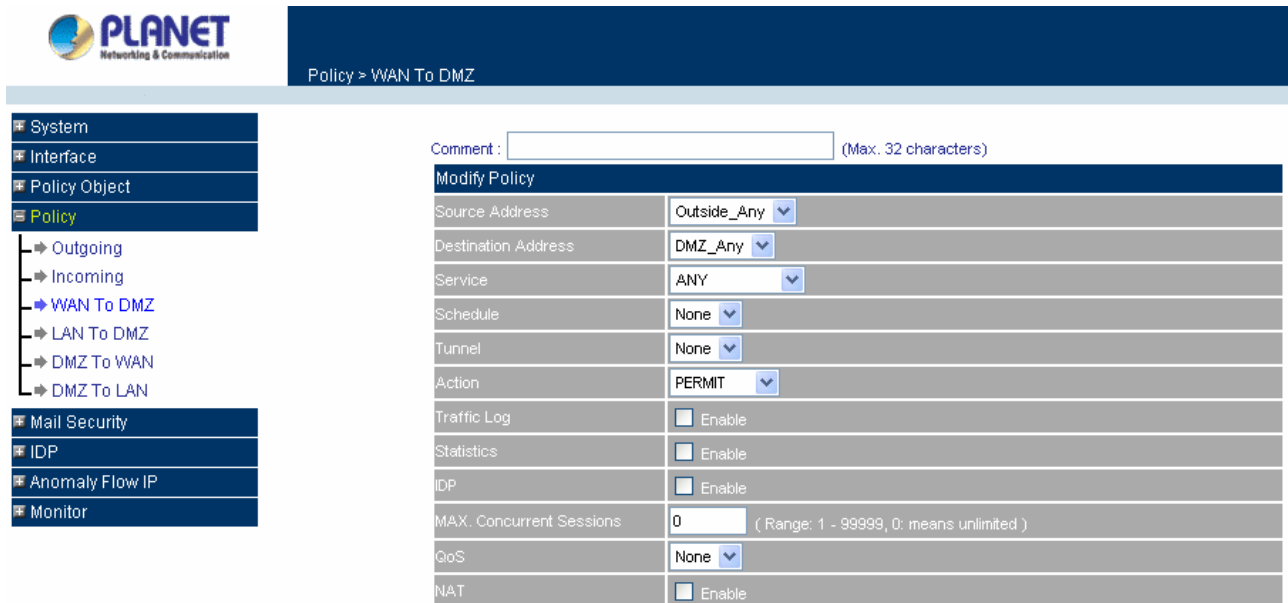 PLANET
Networking & Communication
Policy > WAN To DMZ
System
Interface
Policy Object
Policy
Outgoing
Incoming
WAN To DMZ
LAN To DMZ
DMZ To WAN
DMZ To LAN
Mail Security
IDP
Anomaly Flow IP
Monitor
Comment : (Max. 32 characters)
Modify Policy
Source Address Outside_Any
Destination Address DMZ_Any
Service ANY
Schedule None
Tunnel None
Action PERMIT
Traffic Log Enable
Statistics Enable
IDP Enable
MAX. Concurrent Sessions 0 ( Range: 1 - 99999, 0: means unlimited )
QoS None
NAT Enable